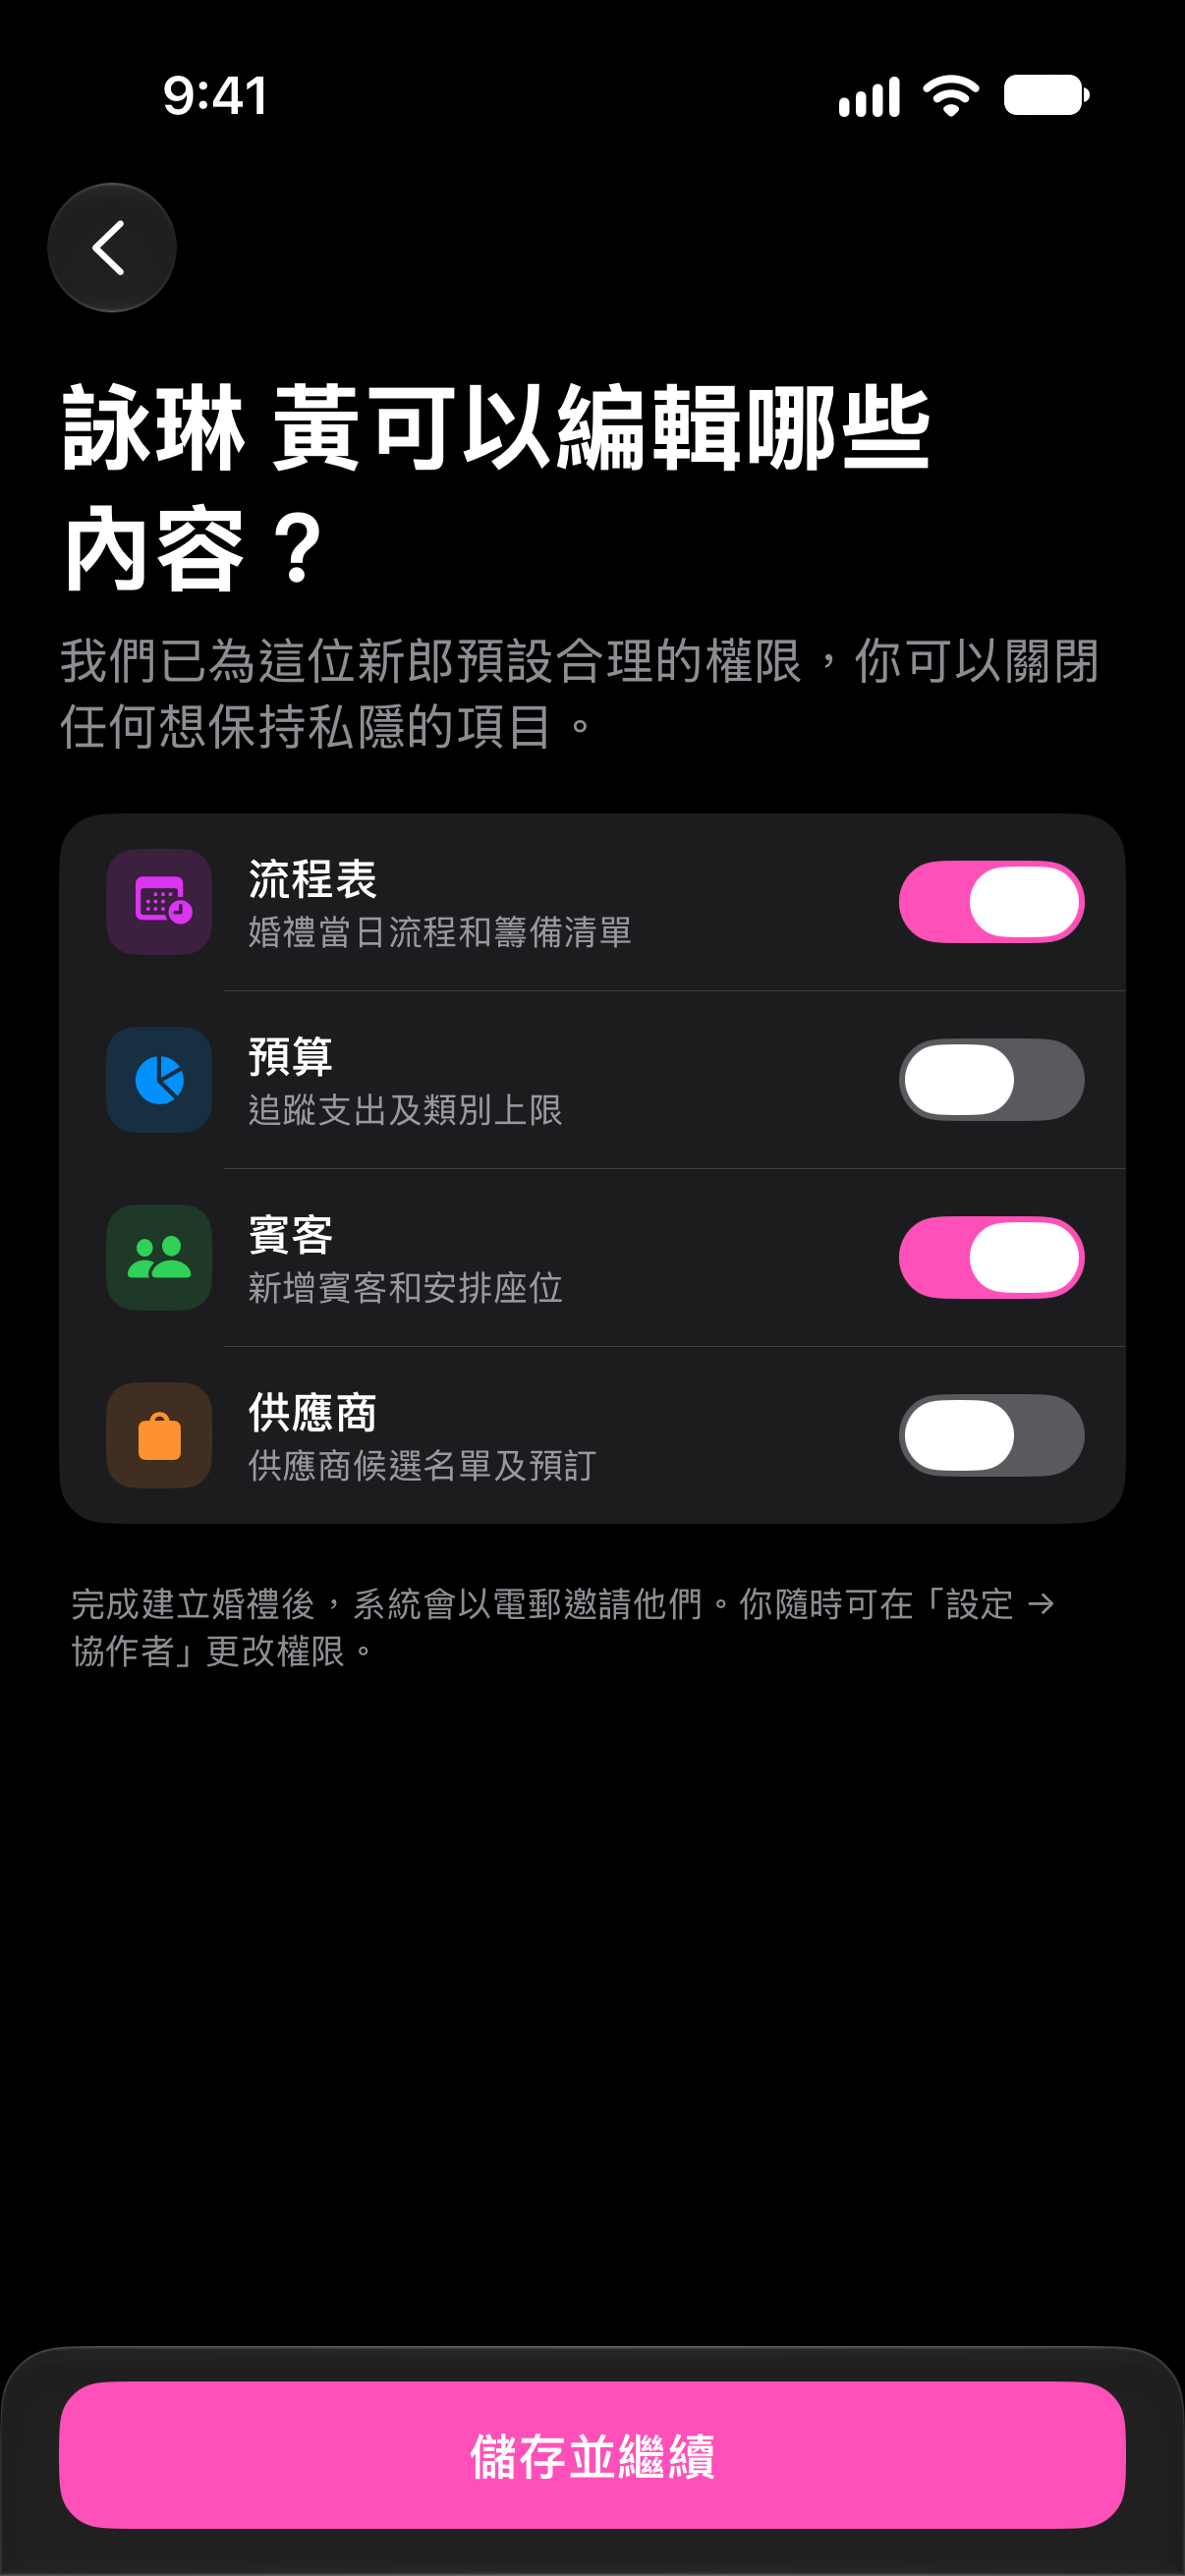 9:41
詠琳 黃可以編輯哪些
內容？
我們已為這位新郎預設合理的權限，你可以關閉
任何想保持私隱的項目。
流程表
婚禮當日流程和籌備清單
預算
追蹤支出及類別上限
賓客
新增賓客和安排座位
供應商
供應商候選名單及預訂
完成建立婚禮後，系統會以電郵邀請他們。你隨時可在「設定 →
協作者」更改權限。
儲存並繼續